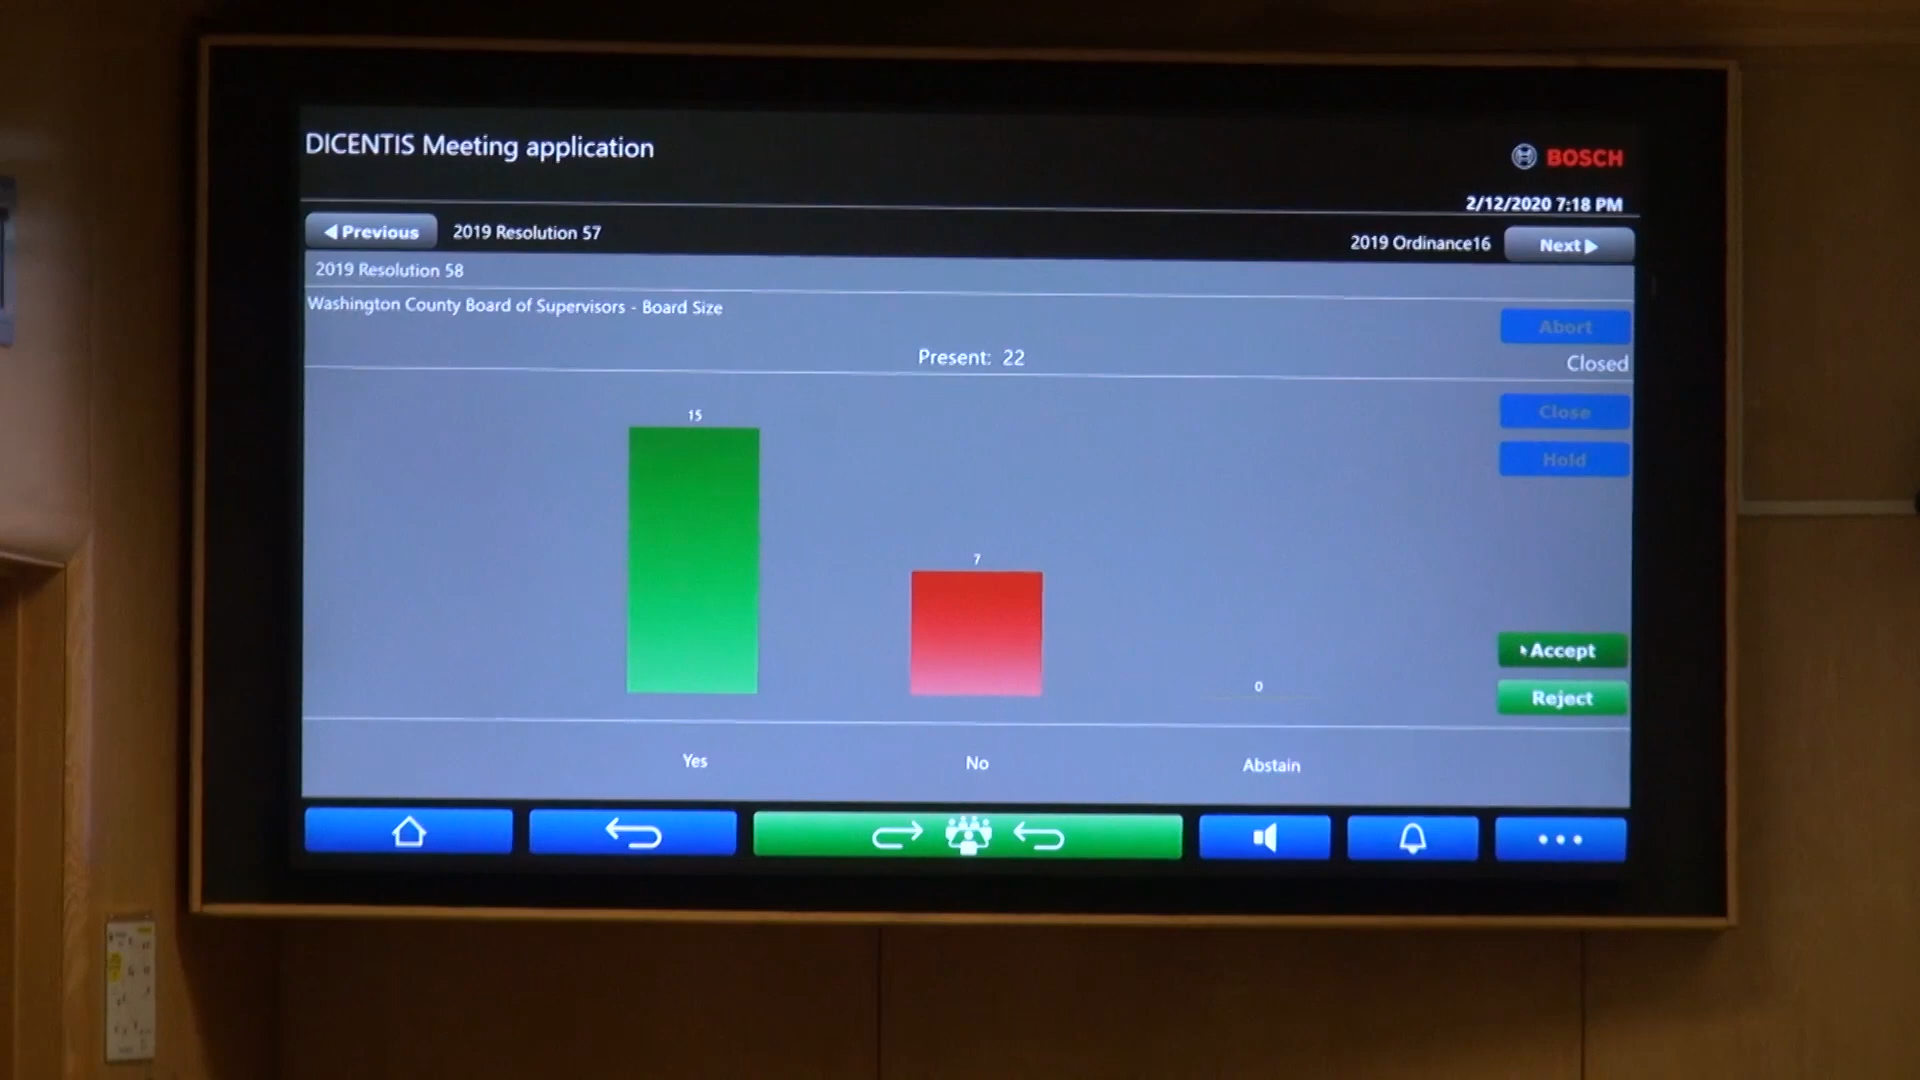 DICENTIS Meeting application
BOSCH
2/12/2020 7:18 PM
Previous
2019 Resolution 57
2019 Ordinance16
Next
2019 Resolution 58
Washington County Board of Supervisors - Board Size
Abort
Present: 22
Closed
15
Close
Hold
7
Accept
0
Reject
Yes
No
Abstain